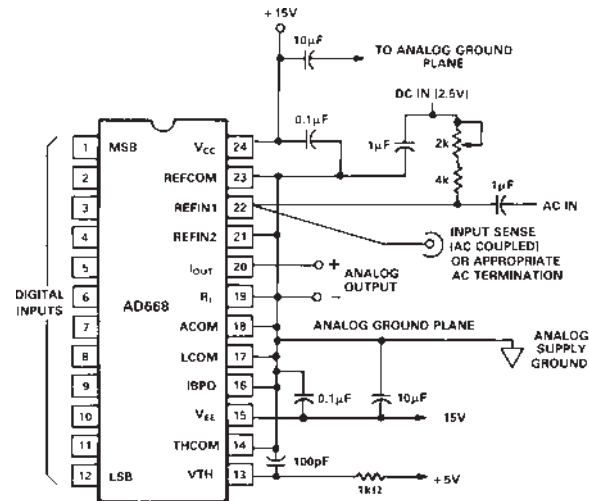 +15V
10µF
TO ANALOG GROUND
PLANE
DC IN (2.5V)
0.1µF
1µF
2k
4k
1µF
AC IN
INPUT SENSE
(AC COUPLED)
OR APPROPRIATE
AC TERMINATION
DIGITAL
INPUTS
AD668
1 MSB
2
3
4
5
6
7
8
9
10
11
12 LSB
VCC 24
REFCOM 23
REFIN1 22
REFIN2 21
IOUT 20
RL 19
ACOM 18
LCOM 17
IBPO 16
VEE 15
THCOM 14
VTH 13
+
ANALOG
OUTPUT
–
ANALOG GROUND PLANE
ANALOG
SUPPLY
GROUND
0.1µF
10µF
15V
100pF
1kΩ
+5V